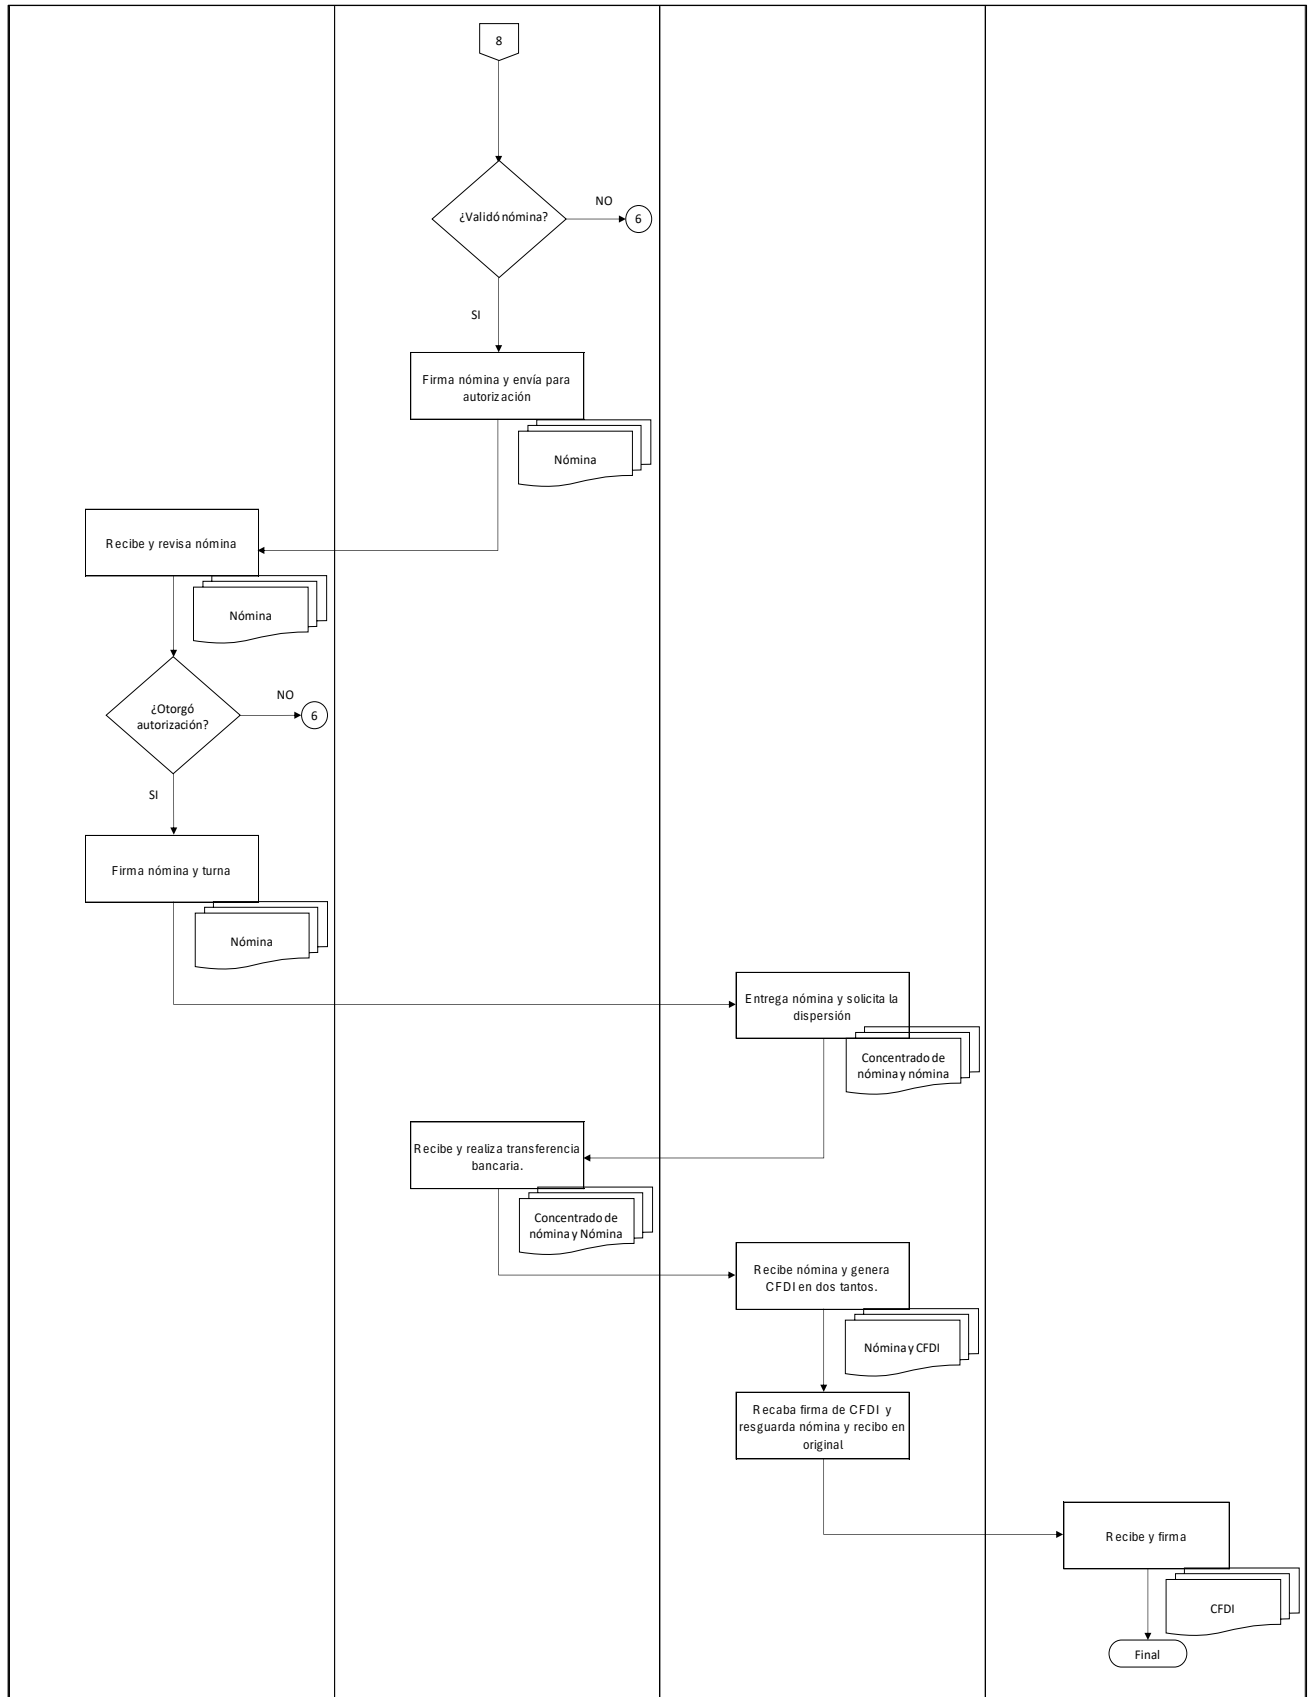 8
¿Validó nómina?
NO
6
SI
Firma nómina y envía para
autorización
Nómina
Recibe y revisa nómina
Nómina
¿Otorgó
autorización?
NO
6
SI
Firma nómina y turna
Nómina
Entrega nómina y solicita la
dispersión
Concentrado de
nómina y nómina
Recibe y realiza transferencia
bancaria.
Concentrado de
nómina y Nómina
Recibe nómina y genera
CFDI en dos tantos.
Nómina y CFDI
Recaba firma de CFDI y
resguarda nómina y recibo en
original
Recibe y firma
CFDI
Final